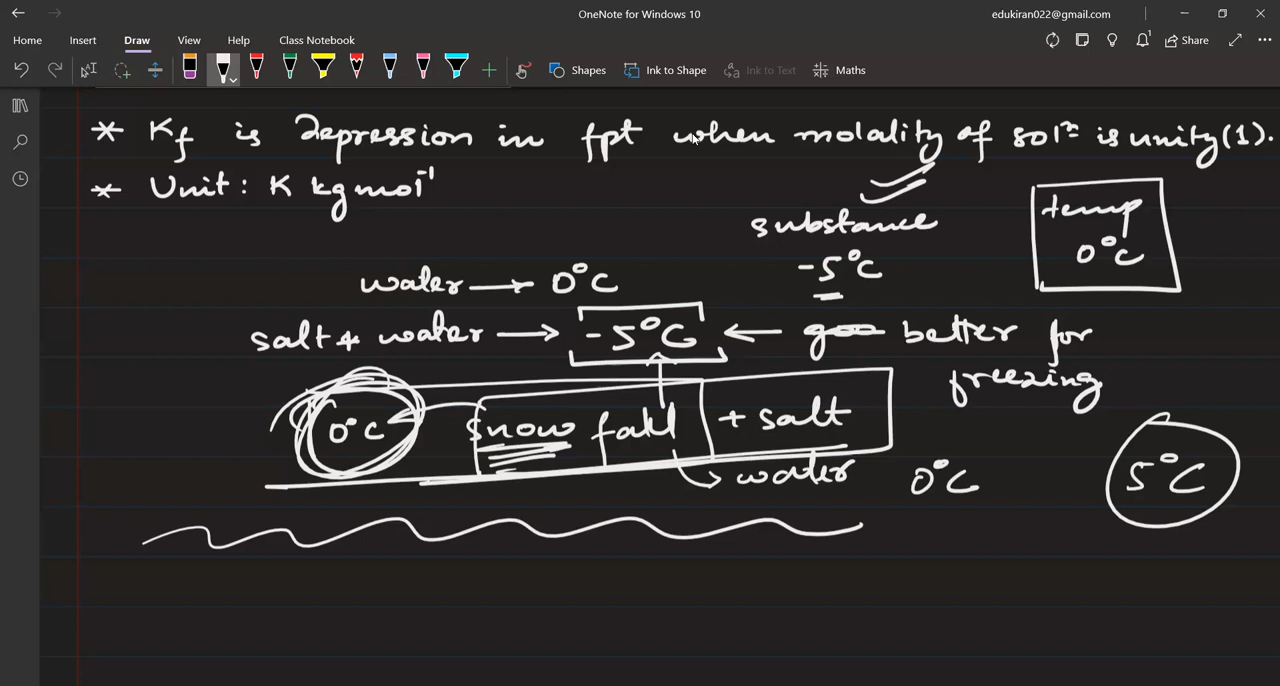 OneNote for Windows 10
edukiran022@gmail.com
Home Insert Draw View Help Class Notebook
Share
Shapes Ink to Shape Ink to Text Maths
* Kf is Depression in fpt when molality of solⁿ is unity(1).
* Unit : K kg mol⁻¹
substance
-5°C
temp
0°C
water → 0°C
salt + water → -5°C ← better for
freezing
0°C snow fall + salt
water 0°C
5°C